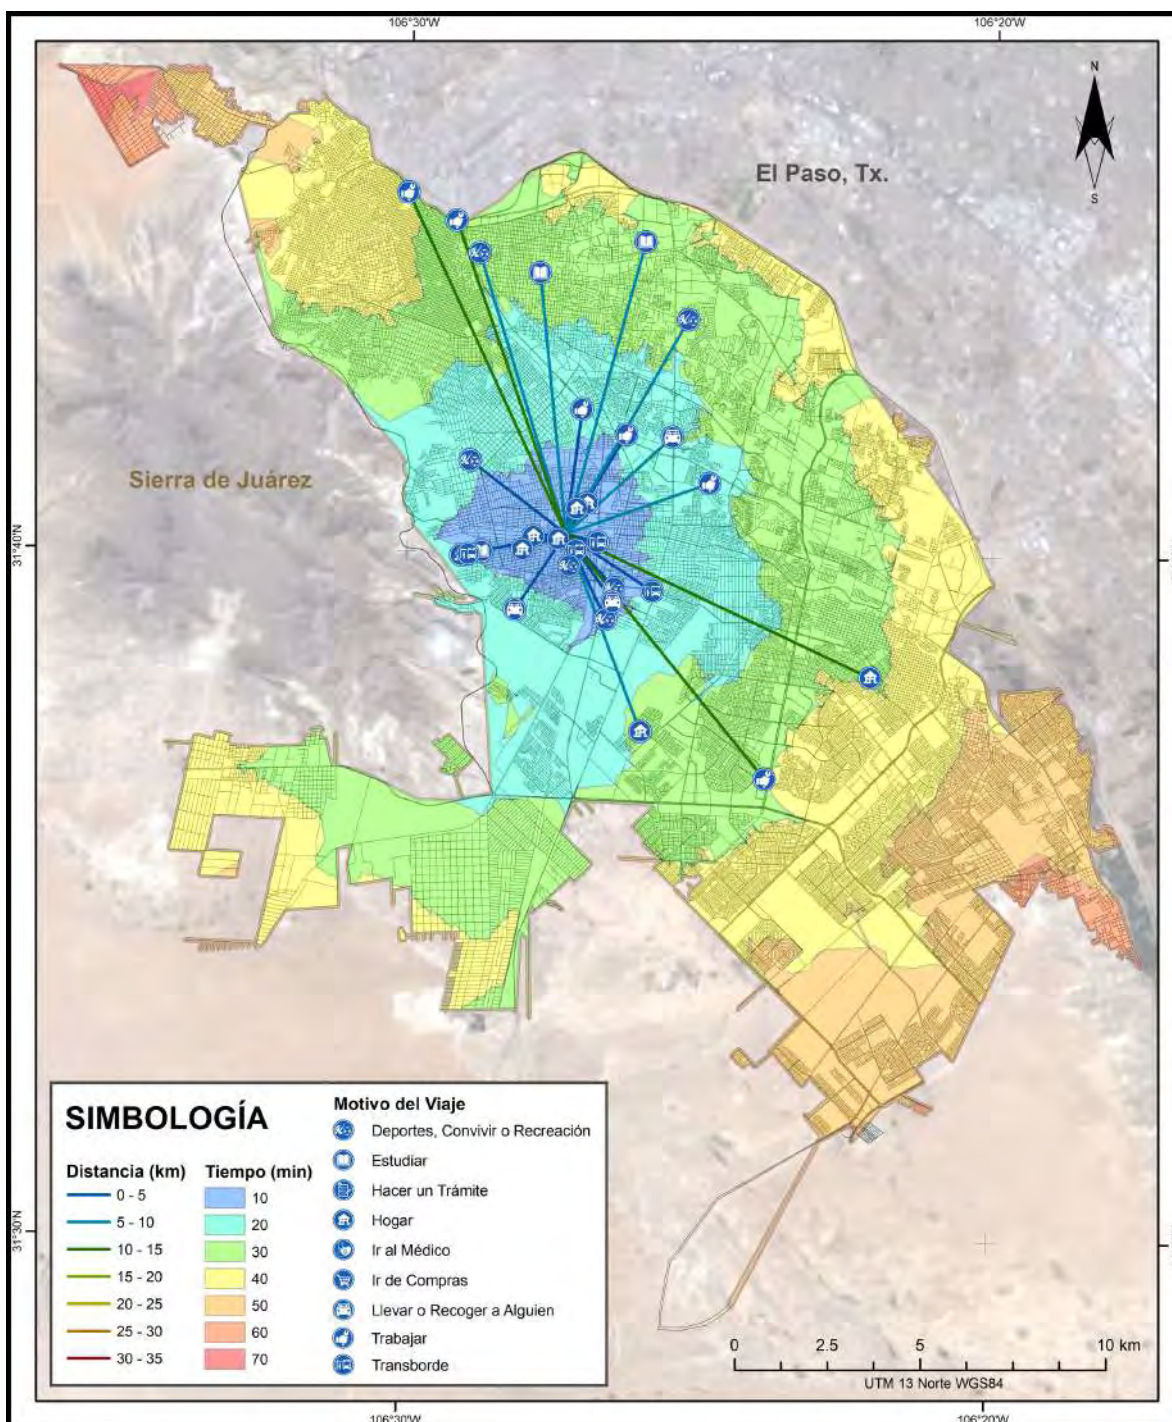 106°30'W
106°20'W
N
S
El Paso, Tx.
Sierra de Juárez
31°40'N
31°30'N
SIMBOLOGÍA
Distancia (km)
0 - 5
5 - 10
10 - 15
15 - 20
20 - 25
25 - 30
30 - 35
Tiempo (min)
10
20
30
40
50
60
70
Motivo del Viaje
Deportes, Convivir o Recreación
Estudiar
Hacer un Trámite
Hogar
Ir al Médico
Ir de Compras
Llevar o Recoger a Alguien
Trabajar
Transborde
0 2.5 5 10 km
UTM 13 Norte WGS84
106°30'W
106°20'W